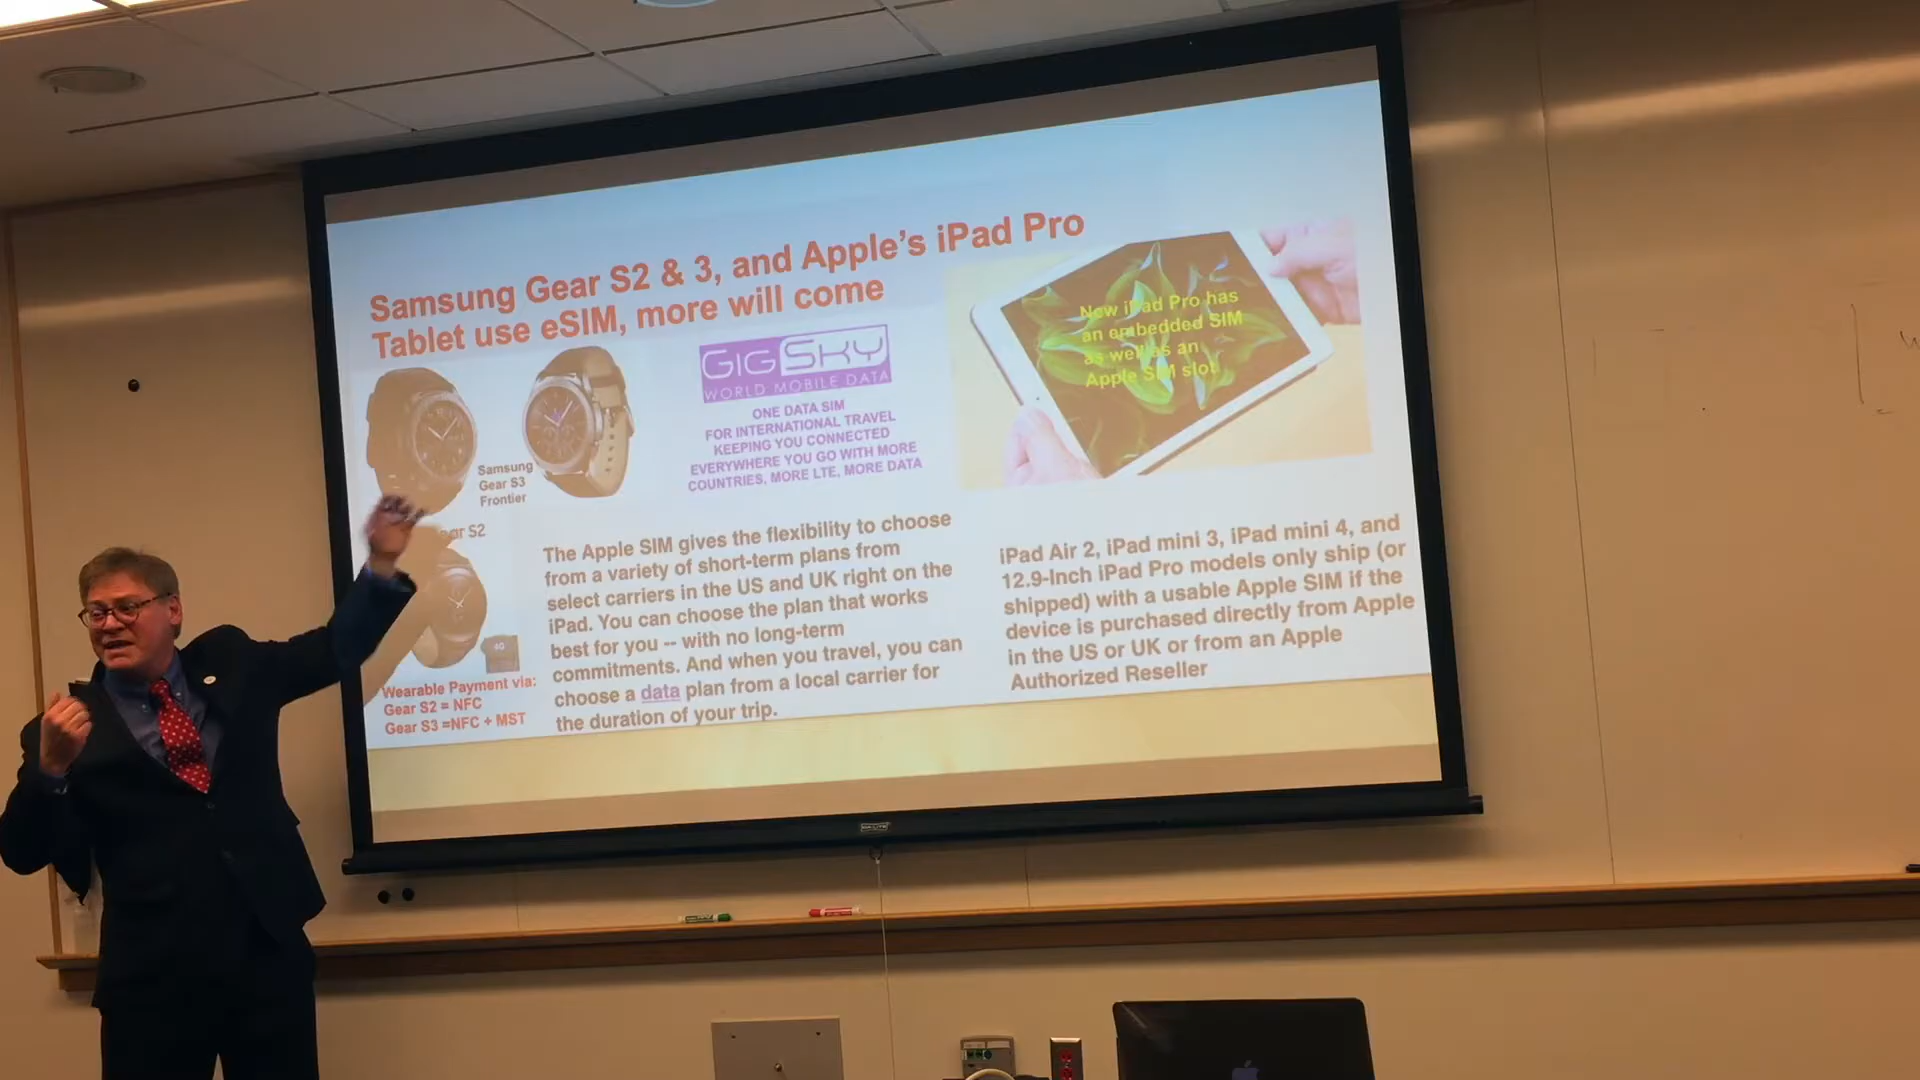 Samsung Gear S2 & 3, and Apple's iPad Pro
Tablet use eSIM, more will come
GIGSKY
WORLD MOBILE DATA
ONE DATA SIM
FOR INTERNATIONAL TRAVEL
KEEPING YOU CONNECTED
EVERYWHERE YOU GO WITH MORE
COUNTRIES, MORE LTE, MORE DATA
New iPad Pro has
an embedded SIM
as well as an
Apple SIM slot
Samsung
Gear S3
Frontier
S2
4G
Wearable Payment via:
Gear S2 = NFC
Gear S3 =NFC + MST
The Apple SIM gives the flexibility to choose
from a variety of short-term plans from
select carriers in the US and UK right on the
iPad. You can choose the plan that works
best for you -- with no long-term
commitments. And when you travel, you can
choose a data plan from a local carrier for
the duration of your trip.
iPad Air 2, iPad mini 3, iPad mini 4, and
12.9-Inch iPad Pro models only ship (or
shipped) with a usable Apple SIM if the
device is purchased directly from Apple
in the US or UK or from an Apple
Authorized Reseller
DA-LITE